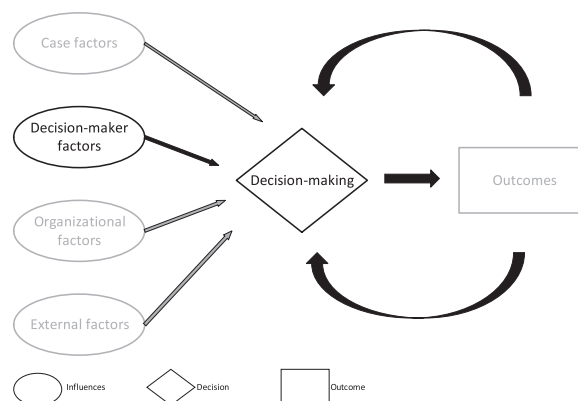 Case factors
Decision-maker
factors
Decision-making
Outcomes
Organizational
factors
External factors
Influences
Decision
Outcome